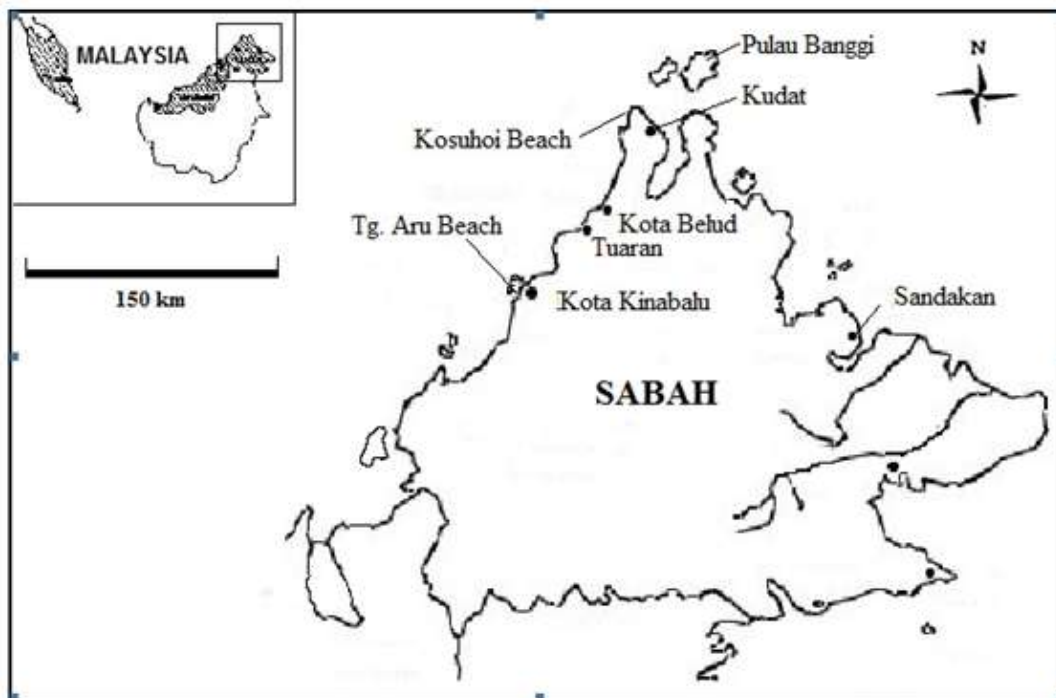 MALAYSIA
Pulau Banggi
N
Kudat
Kosuhoi Beach
Tg. Aru Beach
Kota Belud
Tuaran
150 km
Kota Kinabalu
Sandakan
SABAH